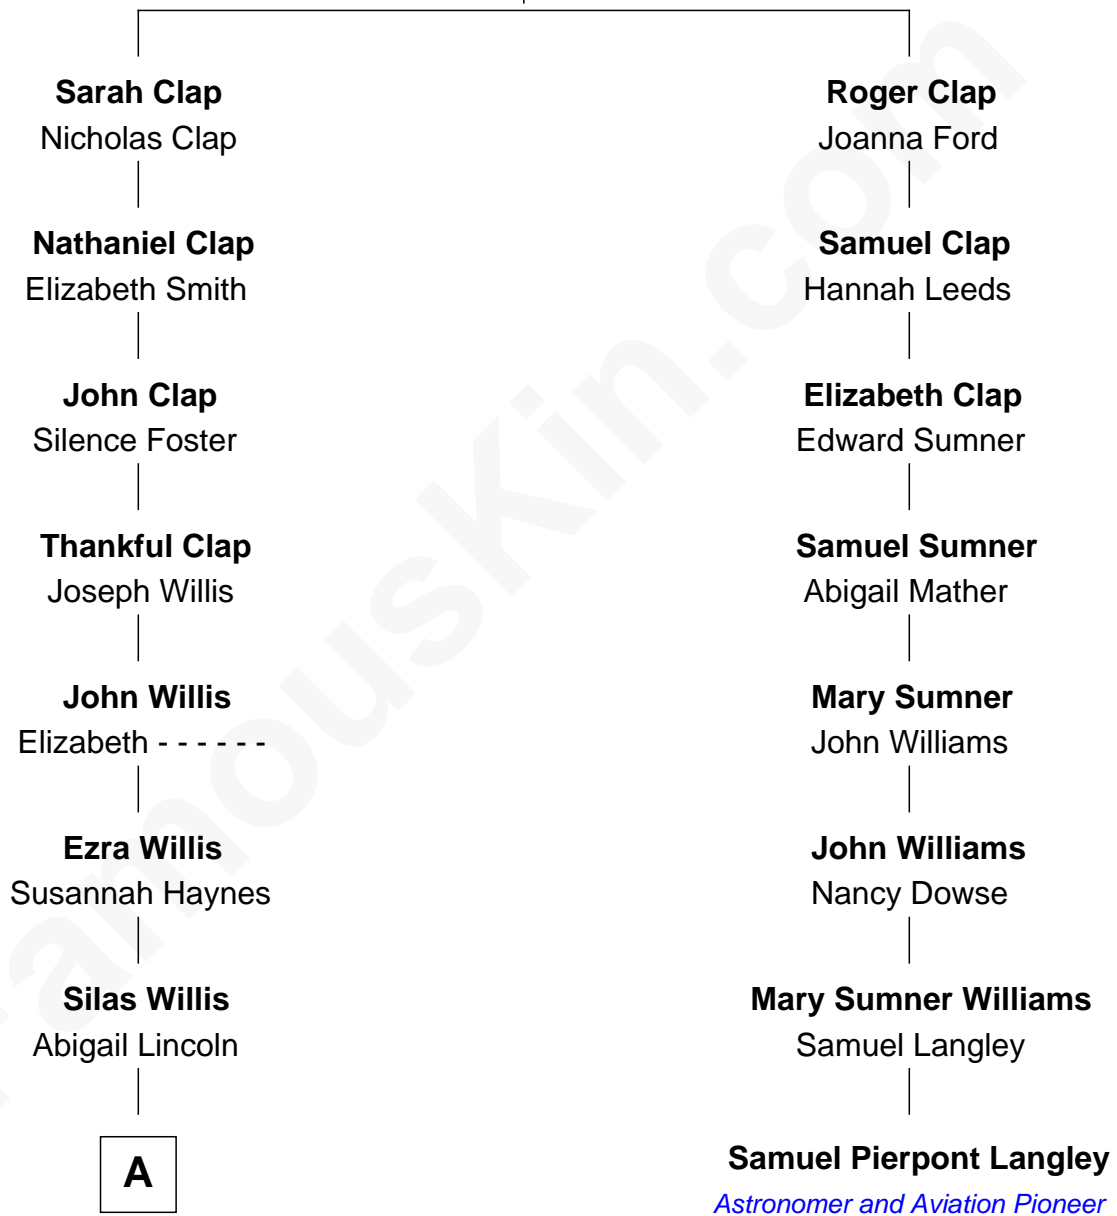 Sarah Clap
Nicholas Clap
Nathaniel Clap
Elizabeth Smith
John Clap
Silence Foster
Thankful Clap
Joseph Willis
John Willis
Elizabeth - - - - - -
Ezra Willis
Susannah Haynes
Silas Willis
Abigail Lincoln
A
Roger Clap
Joanna Ford
Samuel Clap
Hannah Leeds
Elizabeth Clap
Edward Sumner
Samuel Sumner
Abigail Mather
Mary Sumner
John Williams
John Williams
Nancy Dowse
Mary Sumner Williams
Samuel Langley
Samuel Pierpont Langley
Astronomer and Aviation Pioneer
FamousKin.com